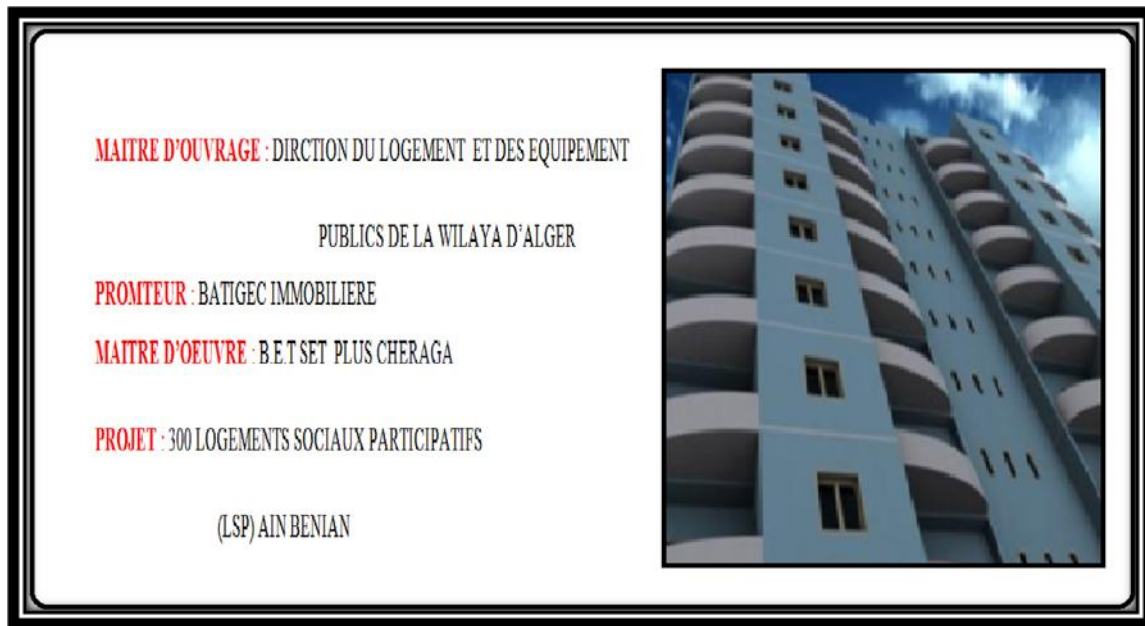 MAITRE D'OUVRAGE : DIRCTION DU LOGEMENT ET DES EQUIPEMENT
PUBLICS DE LA WILAYA D'ALGER
PROMTEUR : BATIGEC IMMOBILIERE
MAITRE D'OEUVRE : B.E.T SET PLUS CHERAGA
PROJET : 300 LOGEMENTS SOCIAUX PARTICIPATIFS
(LSP) AIN BENIAN